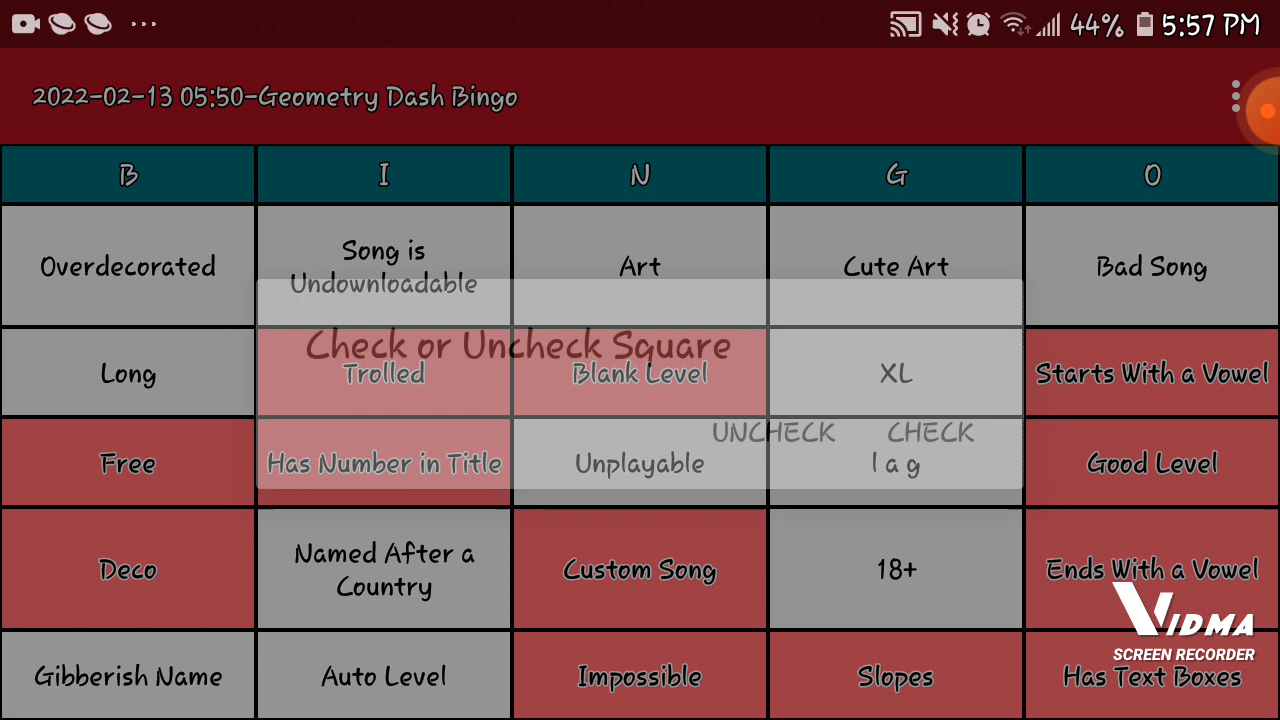 44% 5:57 PM
2022-02-13 05:50-Geometry Dash Bingo
B I N G O
Overdecorated
Song is
Undownloadable
Art
Cute Art
Bad Song
Check or Uncheck Square
Long
Trolled
Blank Level
XL
Starts With a Vowel
UNCHECK CHECK
Free
Has Number in Title
Unplayable
l a g
Good Level
Deco
Named After a
Country
Custom Song
18+
Ends With a Vowel
VIDMA
SCREEN RECORDER
Gibberish Name
Auto Level
Impossible
Slopes
Has Text Boxes